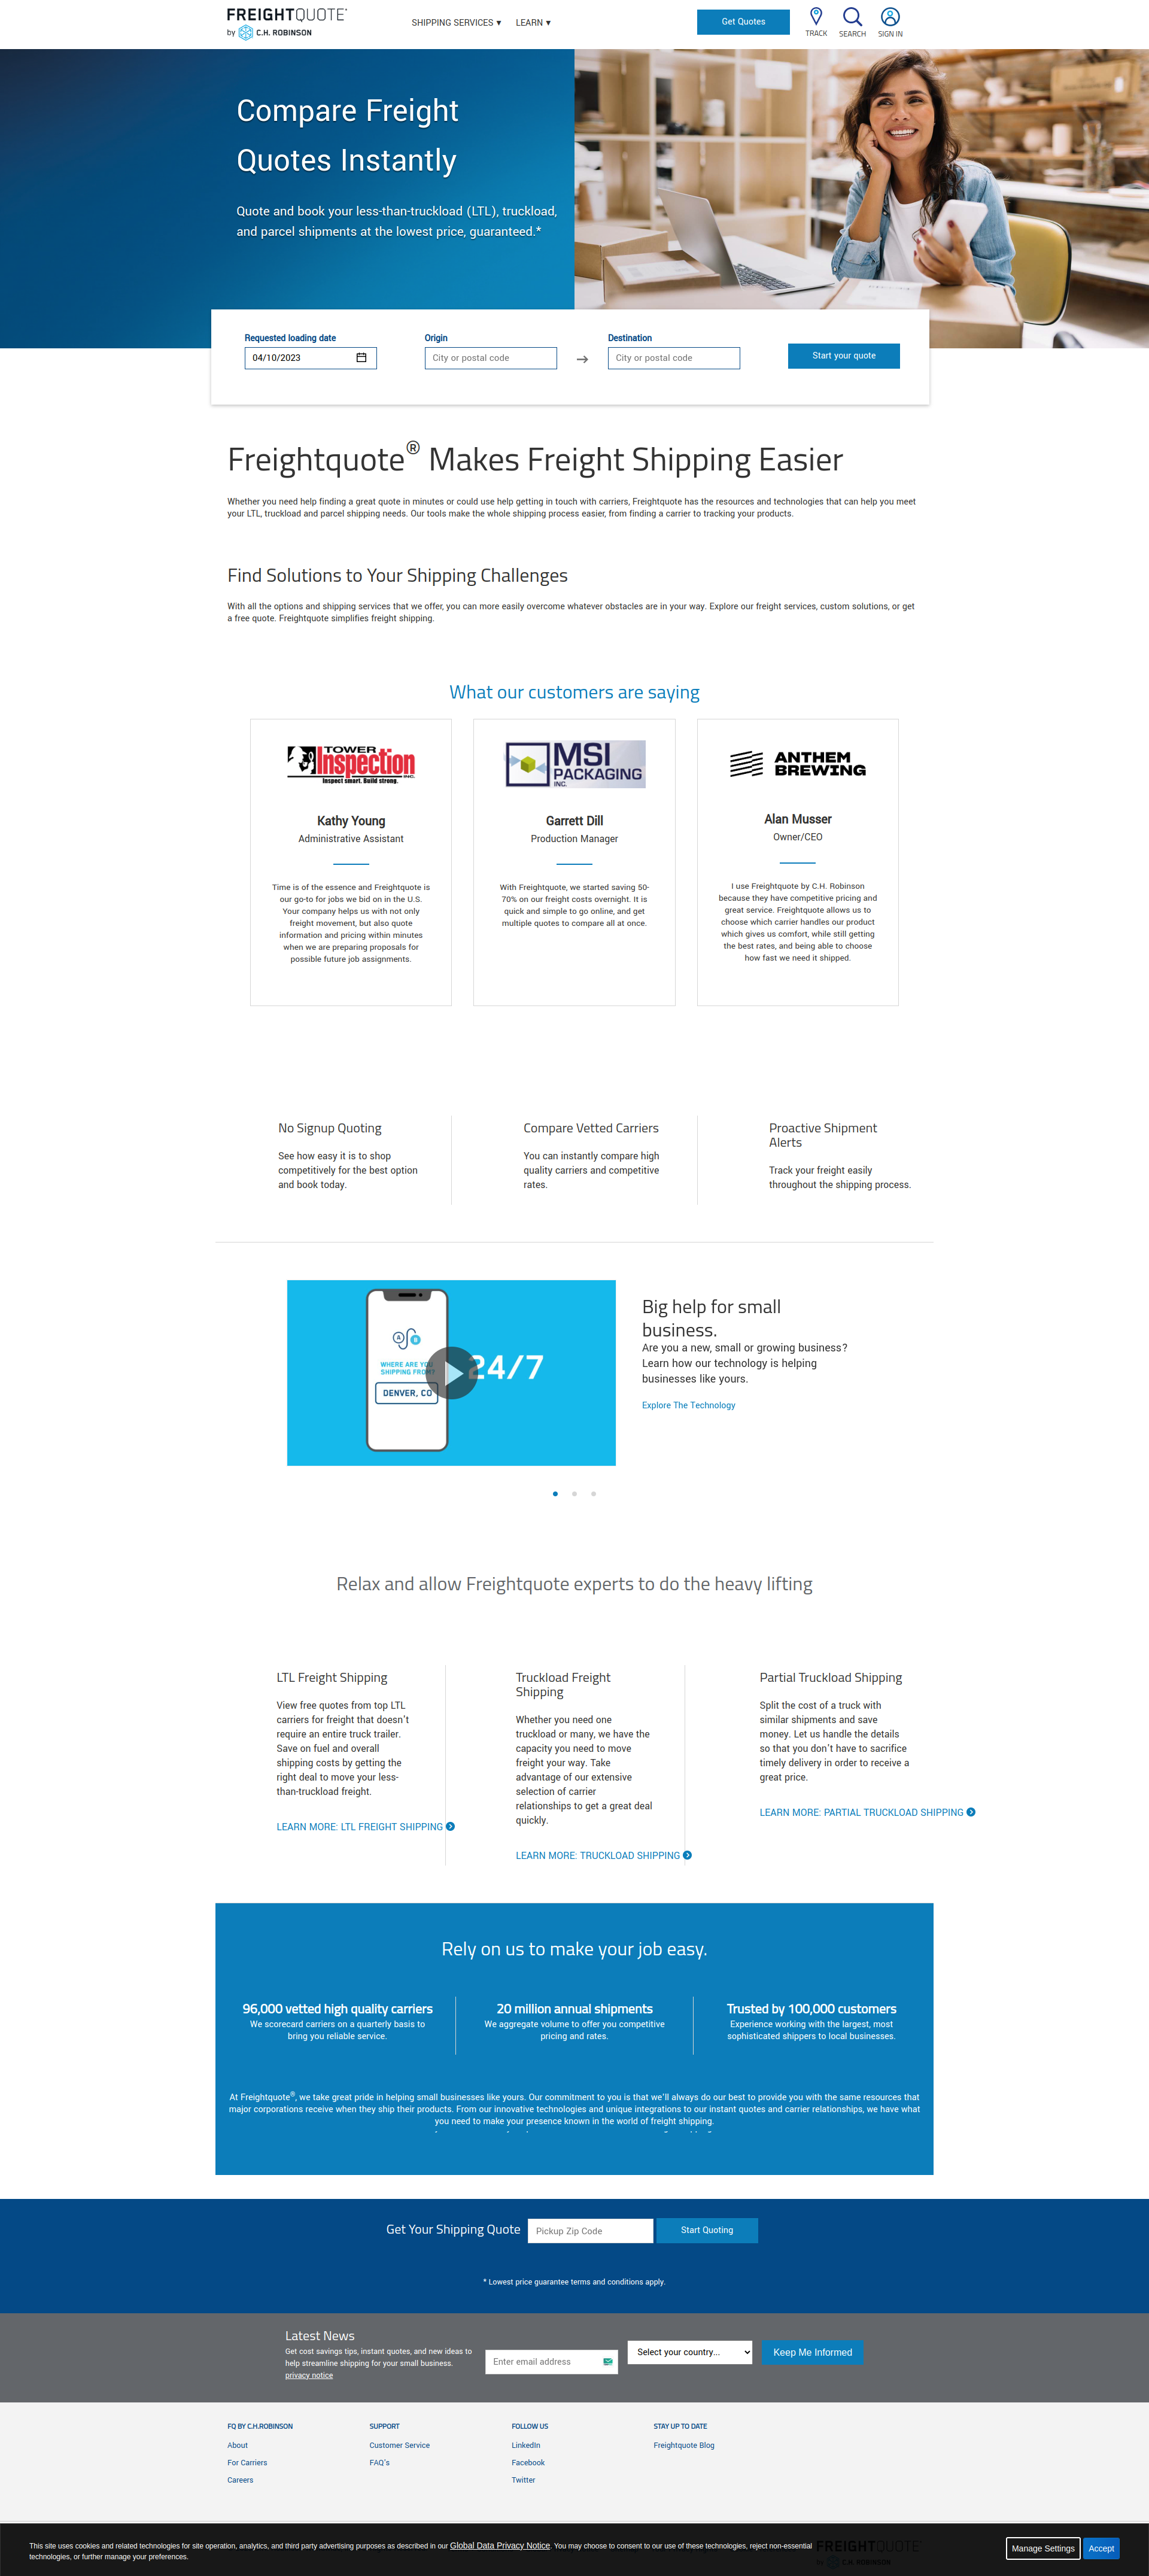 FREIGHTQUOTE®
by C.H. ROBINSON
SHIPPING SERVICES ▾ LEARN ▾
Get Quotes
TRACK
SEARCH
SIGN IN
Compare Freight
Quotes Instantly
Quote and book your less-than-truckload (LTL), truckload,
and parcel shipments at the lowest price, guaranteed.*
Requested loading date
04/10/2023
Origin
City or postal code
Destination
City or postal code
Start your quote
Freightquote® Makes Freight Shipping Easier
Whether you need help finding a great quote in minutes or could use help getting in touch with carriers, Freightquote has the resources and technologies that can help you meet
your LTL, truckload and parcel shipping needs. Our tools make the whole shipping process easier, from finding a carrier to tracking your products.
Find Solutions to Your Shipping Challenges
With all the options and shipping services that we offer, you can more easily overcome whatever obstacles are in your way. Explore our freight services, custom solutions, or get
a free quote. Freightquote simplifies freight shipping.
What our customers are saying
TOWER
Inspection INC.
Inspect smart. Build strong.
Kathy Young
Administrative Assistant
Time is of the essence and Freightquote is
our go-to for jobs we bid on in the U.S.
Your company helps us with not only
freight movement, but also quote
information and pricing within minutes
when we are preparing proposals for
possible future job assignments.
MSI
PACKAGING
INC.
Garrett Dill
Production Manager
With Freightquote, we started saving 50-
70% on our freight costs overnight. It is
quick and simple to go online, and get
multiple quotes to compare all at once.
ANTHEM
BREWING
Alan Musser
Owner/CEO
I use Freightquote by C.H. Robinson
because they have competitive pricing and
great service. Freightquote allows us to
choose which carrier handles our product
which gives us comfort, while still getting
the best rates, and being able to choose
how fast we need it shipped.
No Signup Quoting
See how easy it is to shop
competitively for the best option
and book today.
Compare Vetted Carriers
You can instantly compare high
quality carriers and competitive
rates.
Proactive Shipment
Alerts
Track your freight easily
throughout the shipping process.
A B
WHERE ARE YOU
SHIPPING FROM?
DENVER, CO
24/7
Big help for small
business.
Are you a new, small or growing business?
Learn how our technology is helping
businesses like yours.
Explore The Technology
Relax and allow Freightquote experts to do the heavy lifting
LTL Freight Shipping
View free quotes from top LTL
carriers for freight that doesn't
require an entire truck trailer.
Save on fuel and overall
shipping costs by getting the
right deal to move your less-
than-truckload freight.
LEARN MORE: LTL FREIGHT SHIPPING
Truckload Freight
Shipping
Whether you need one
truckload or many, we have the
capacity you need to move
freight your way. Take
advantage of our extensive
selection of carrier
relationships to get a great deal
quickly.
LEARN MORE: TRUCKLOAD SHIPPING
Partial Truckload Shipping
Split the cost of a truck with
similar shipments and save
money. Let us handle the details
so that you don't have to sacrifice
timely delivery in order to receive a
great price.
LEARN MORE: PARTIAL TRUCKLOAD SHIPPING
Rely on us to make your job easy.
96,000 vetted high quality carriers
We scorecard carriers on a quarterly basis to
bring you reliable service.
20 million annual shipments
We aggregate volume to offer you competitive
pricing and rates.
Trusted by 100,000 customers
Experience working with the largest, most
sophisticated shippers to local businesses.
At Freightquote®, we take great pride in helping small businesses like yours. Our commitment to you is that we'll always do our best to provide you with the same resources that
major corporations receive when they ship their products. From our innovative technologies and unique integrations to our instant quotes and carrier relationships, we have what
you need to make your presence known in the world of freight shipping.
Get Your Shipping Quote
Pickup Zip Code
Start Quoting
* Lowest price guarantee terms and conditions apply.
Latest News
Get cost savings tips, instant quotes, and new ideas to
help streamline shipping for your small business.
privacy notice
Enter email address
Select your country...
Keep Me Informed
FQ BY C.H.ROBINSON
About
For Carriers
Careers
SUPPORT
Customer Service
FAQ's
FOLLOW US
LinkedIn
Facebook
Twitter
STAY UP TO DATE
Freightquote Blog
This site uses cookies and related technologies for site operation, analytics, and third party advertising purposes as described in our Global Data Privacy Notice. You may choose to consent to our use of these technologies, reject non-essential
technologies, or further manage your preferences.
Manage Settings
Accept
FREIGHTQUOTE
by C.H. ROBINSON